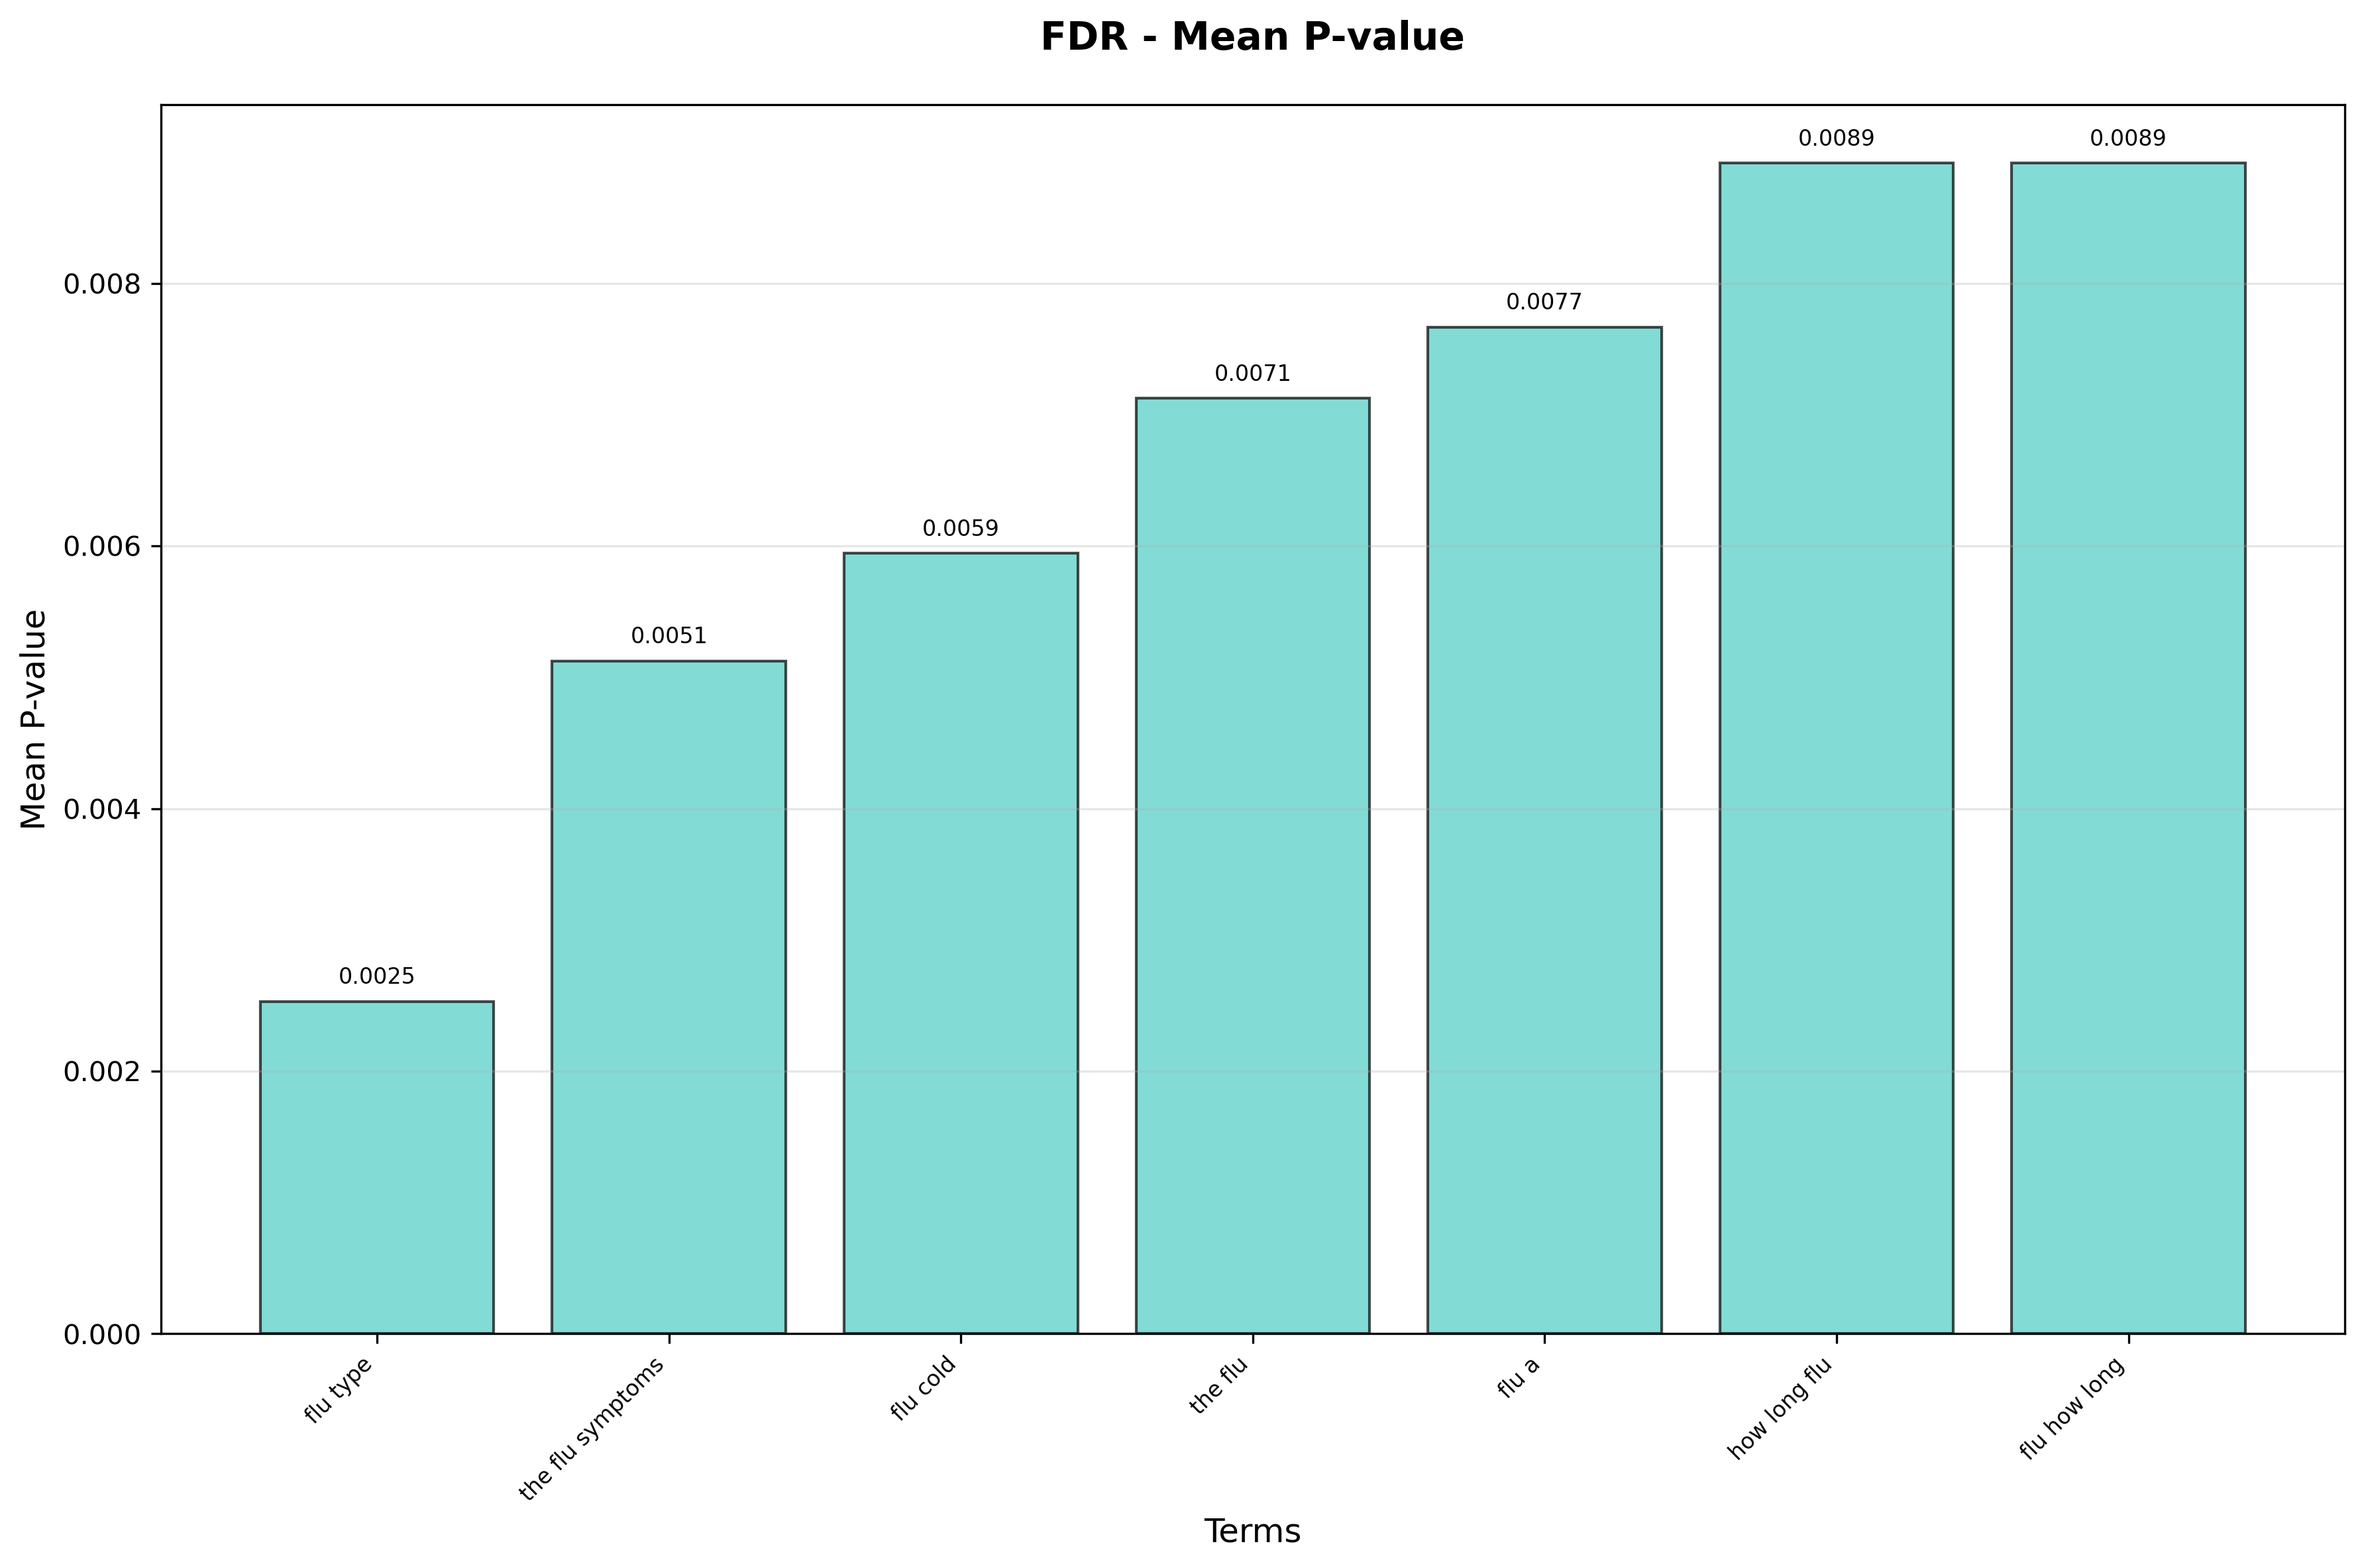 FDR - Mean P-value
Mean P-value
0.008
0.006
0.004
0.002
0.000
0.0025
0.0051
0.0059
0.0071
0.0077
0.0089
0.0089
flu type
the flu symptoms
flu cold
the flu
flu a
how long flu
flu how long
Terms